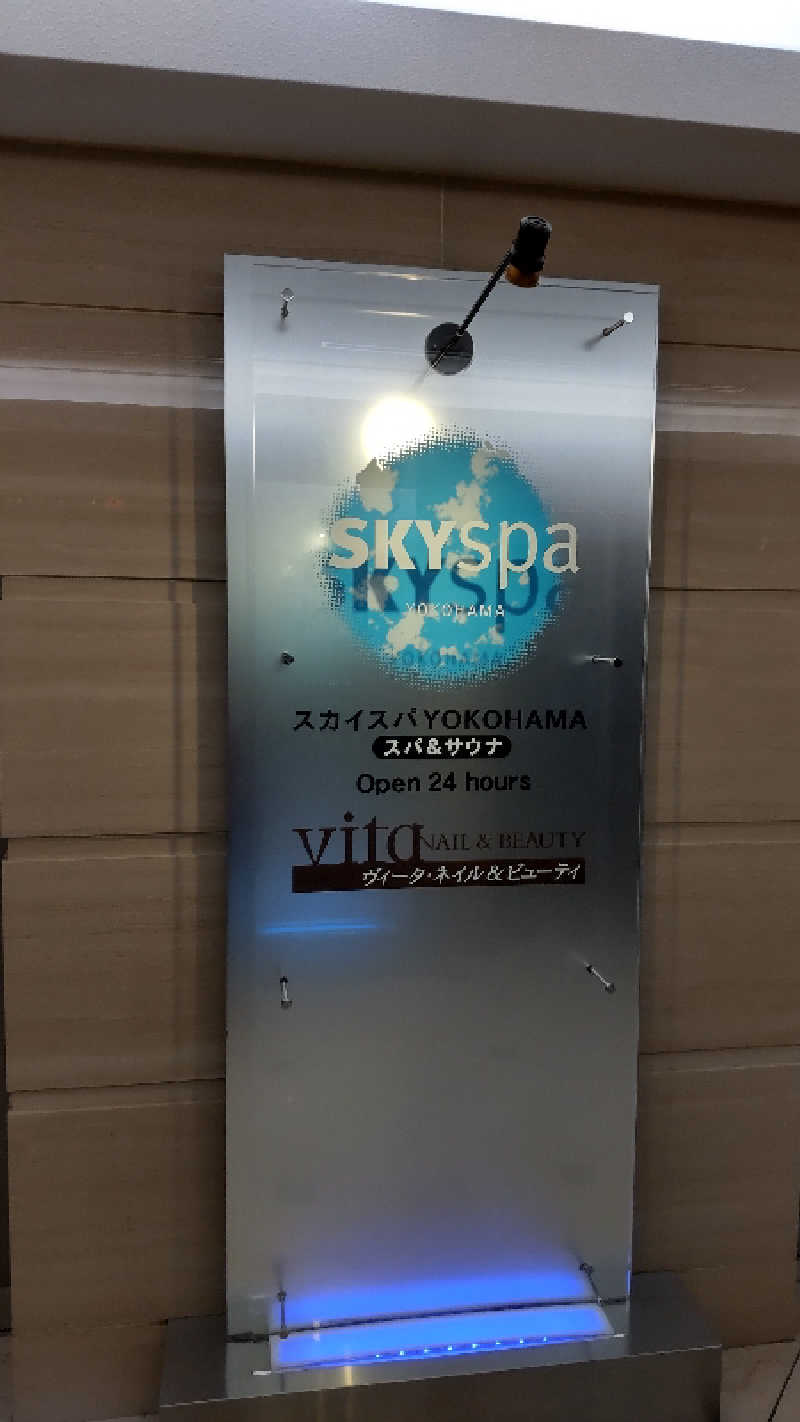 SKYspa
YOKOHAMA
スカイスパYOKOHAMA
スパ&サウナ
Open 24 hours
vita NAIL & BEAUTY
ヴィータ・ネイル&ビューティ